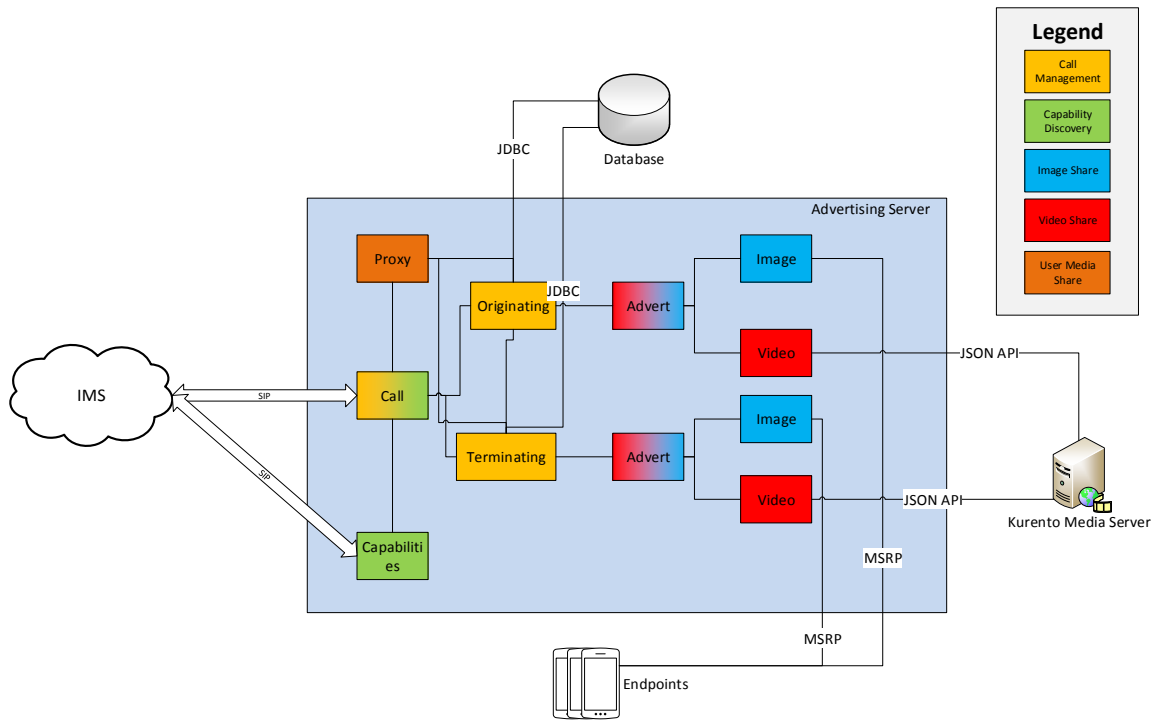 Legend
Call
Management
Capability
Discovery
Image Share
Video Share
User Media
Share
JDBC
Database
Advertising Server
Proxy
Image
JDBC
Originating
Advert
Video
JSON API
IMS
SIP
Call
Image
Terminating
Advert
SIP
Video
JSON API
Kurento Media Server
Capabiliti
es
MSRP
MSRP
Endpoints